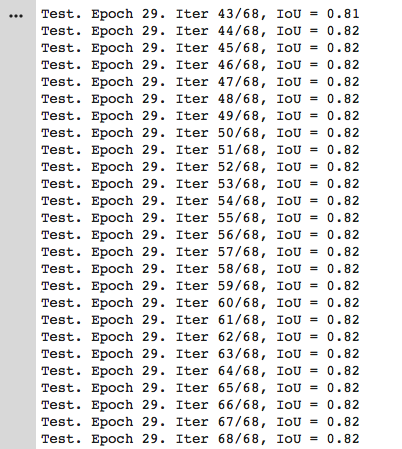 Test. Epoch 29. Iter 43/68, IoU = 0.81
Test. Epoch 29. Iter 44/68, IoU = 0.82
Test. Epoch 29. Iter 45/68, IoU = 0.82
Test. Epoch 29. Iter 46/68, IoU = 0.82
Test. Epoch 29. Iter 47/68, IoU = 0.82
Test. Epoch 29. Iter 48/68, IoU = 0.82
Test. Epoch 29. Iter 49/68, IoU = 0.82
Test. Epoch 29. Iter 50/68, IoU = 0.82
Test. Epoch 29. Iter 51/68, IoU = 0.82
Test. Epoch 29. Iter 52/68, IoU = 0.82
Test. Epoch 29. Iter 53/68, IoU = 0.82
Test. Epoch 29. Iter 54/68, IoU = 0.82
Test. Epoch 29. Iter 55/68, IoU = 0.82
Test. Epoch 29. Iter 56/68, IoU = 0.82
Test. Epoch 29. Iter 57/68, IoU = 0.82
Test. Epoch 29. Iter 58/68, IoU = 0.82
Test. Epoch 29. Iter 59/68, IoU = 0.82
Test. Epoch 29. Iter 60/68, IoU = 0.82
Test. Epoch 29. Iter 61/68, IoU = 0.82
Test. Epoch 29. Iter 62/68, IoU = 0.82
Test. Epoch 29. Iter 63/68, IoU = 0.82
Test. Epoch 29. Iter 64/68, IoU = 0.82
Test. Epoch 29. Iter 65/68, IoU = 0.82
Test. Epoch 29. Iter 66/68, IoU = 0.82
Test. Epoch 29. Iter 67/68, IoU = 0.82
Test. Epoch 29. Iter 68/68, IoU = 0.82